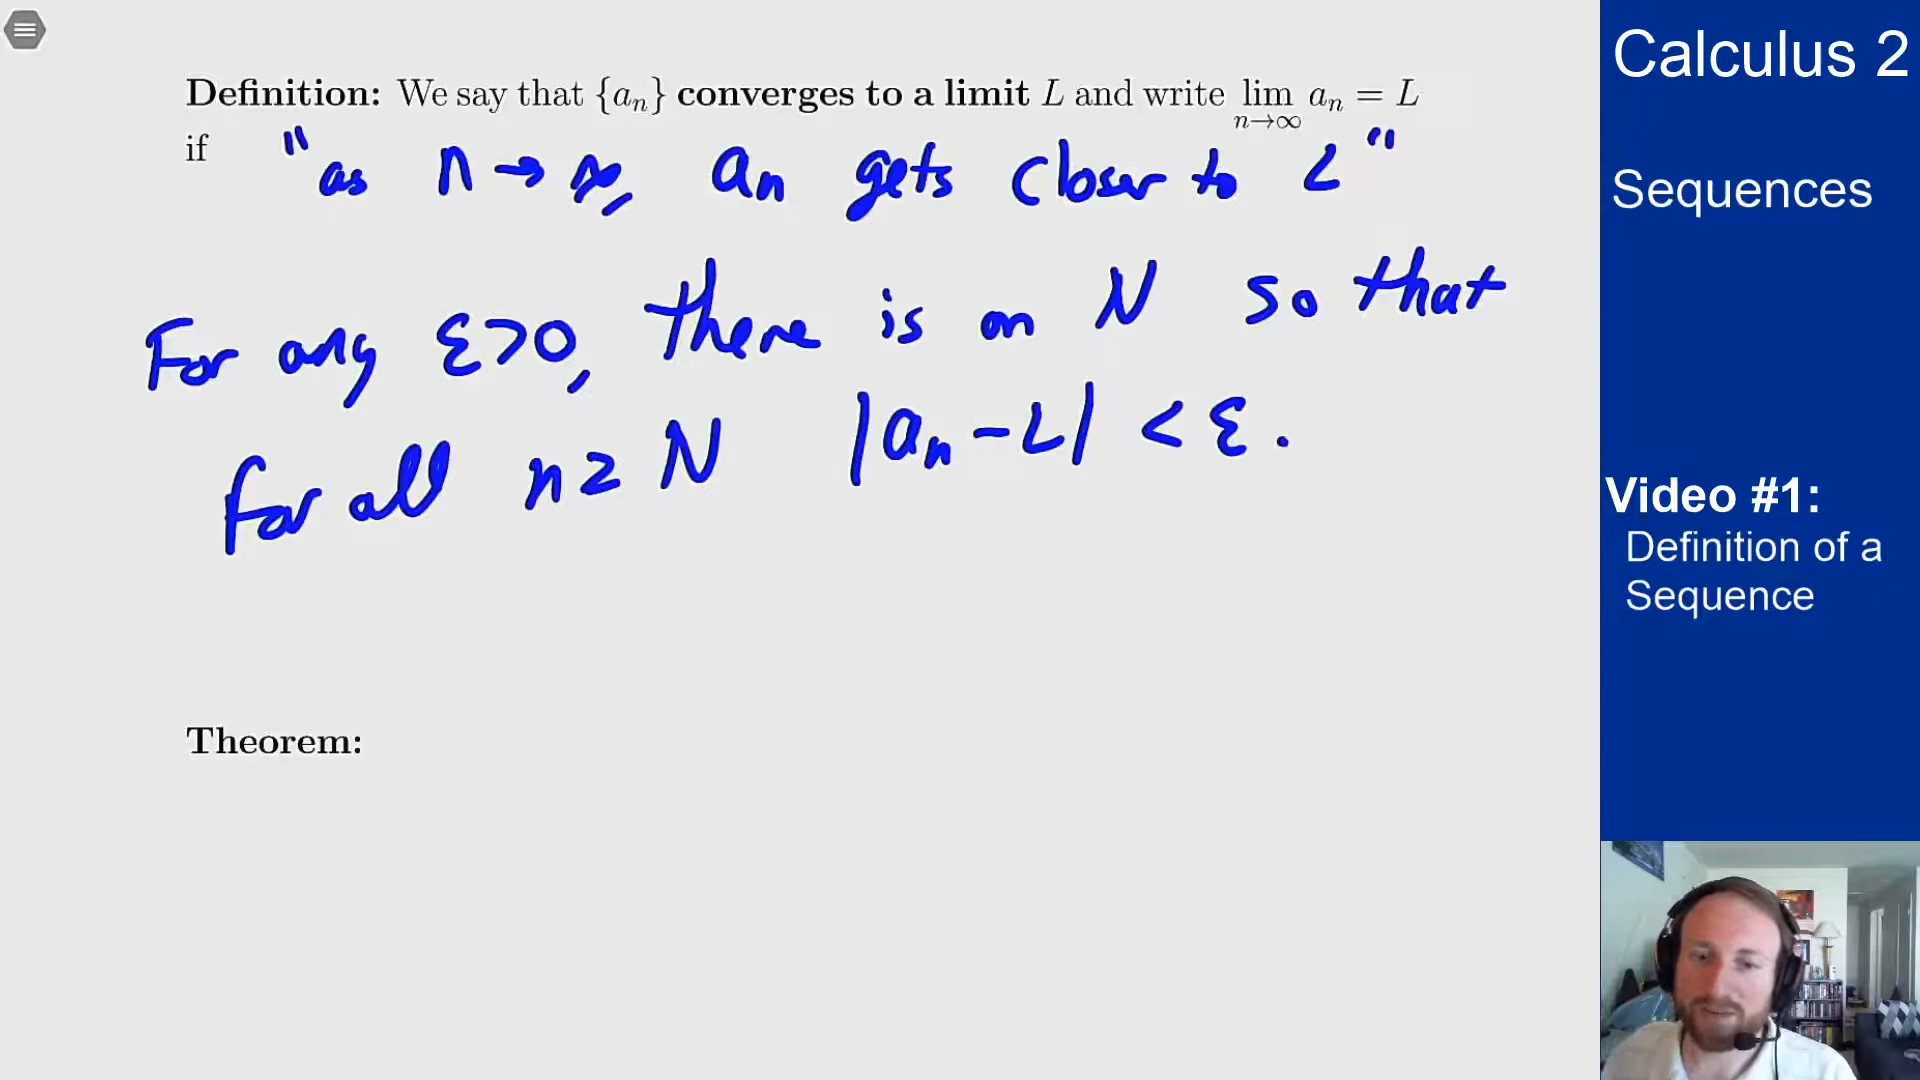 Definition: We say that {aₙ} converges to a limit L and write lim aₙ = L
n→∞
if
"as n → ∞, aₙ gets closer to L"
For any ε>0, there is an N so that
for all n ≥ N |aₙ - L| < ε.
Theorem:
Calculus 2
Sequences
Video #1:
Definition of a
Sequence